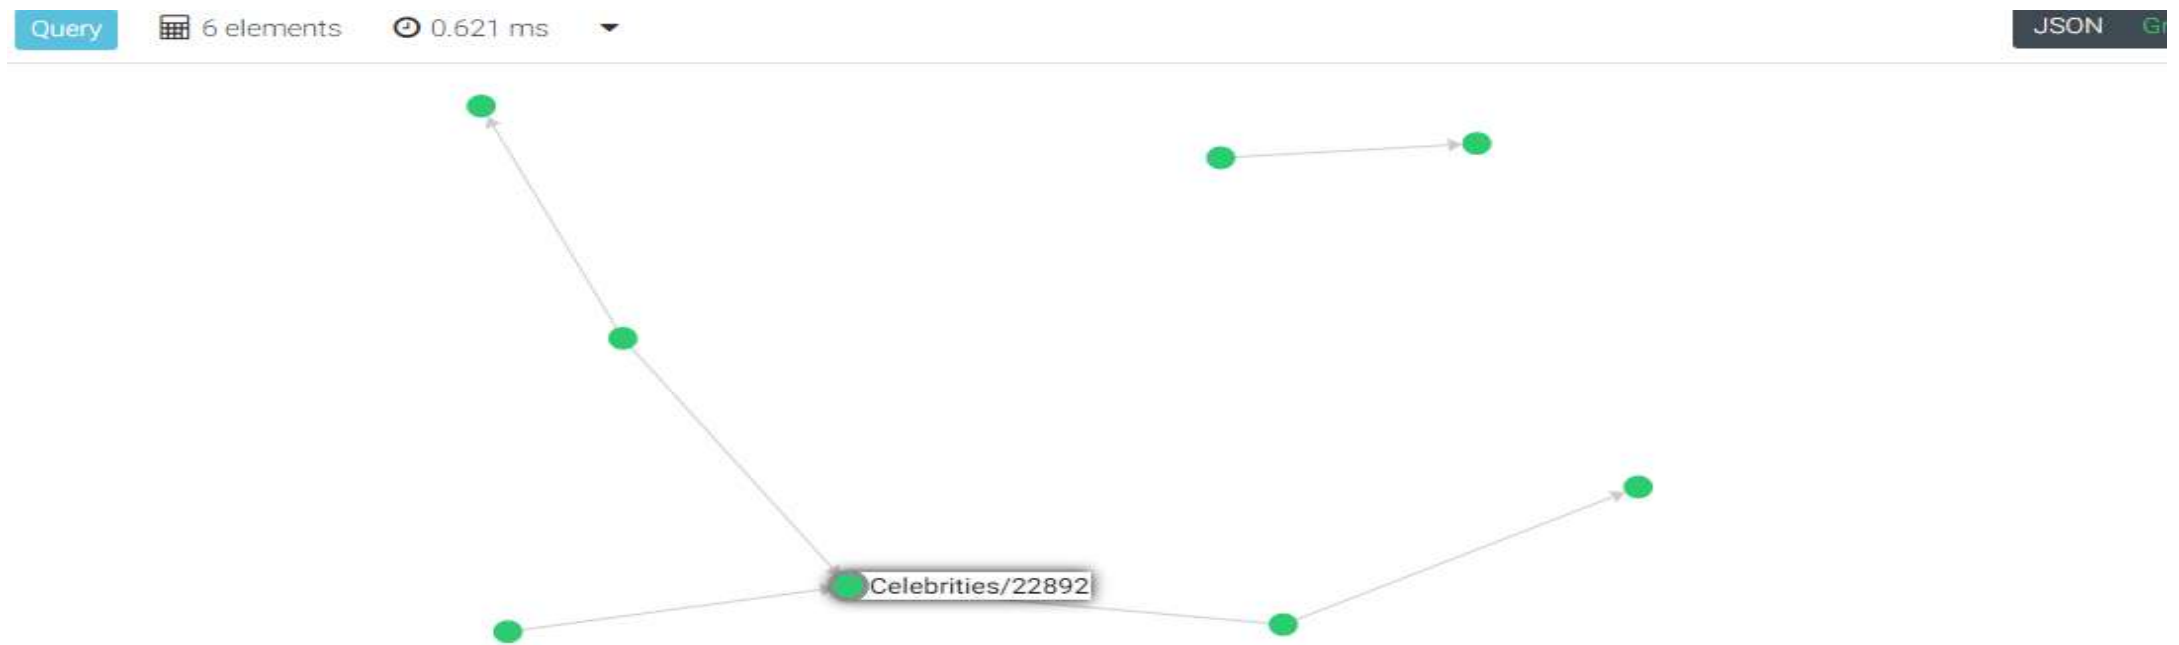 Query 6 elements 0.621 ms JSON
Celebrities/22892